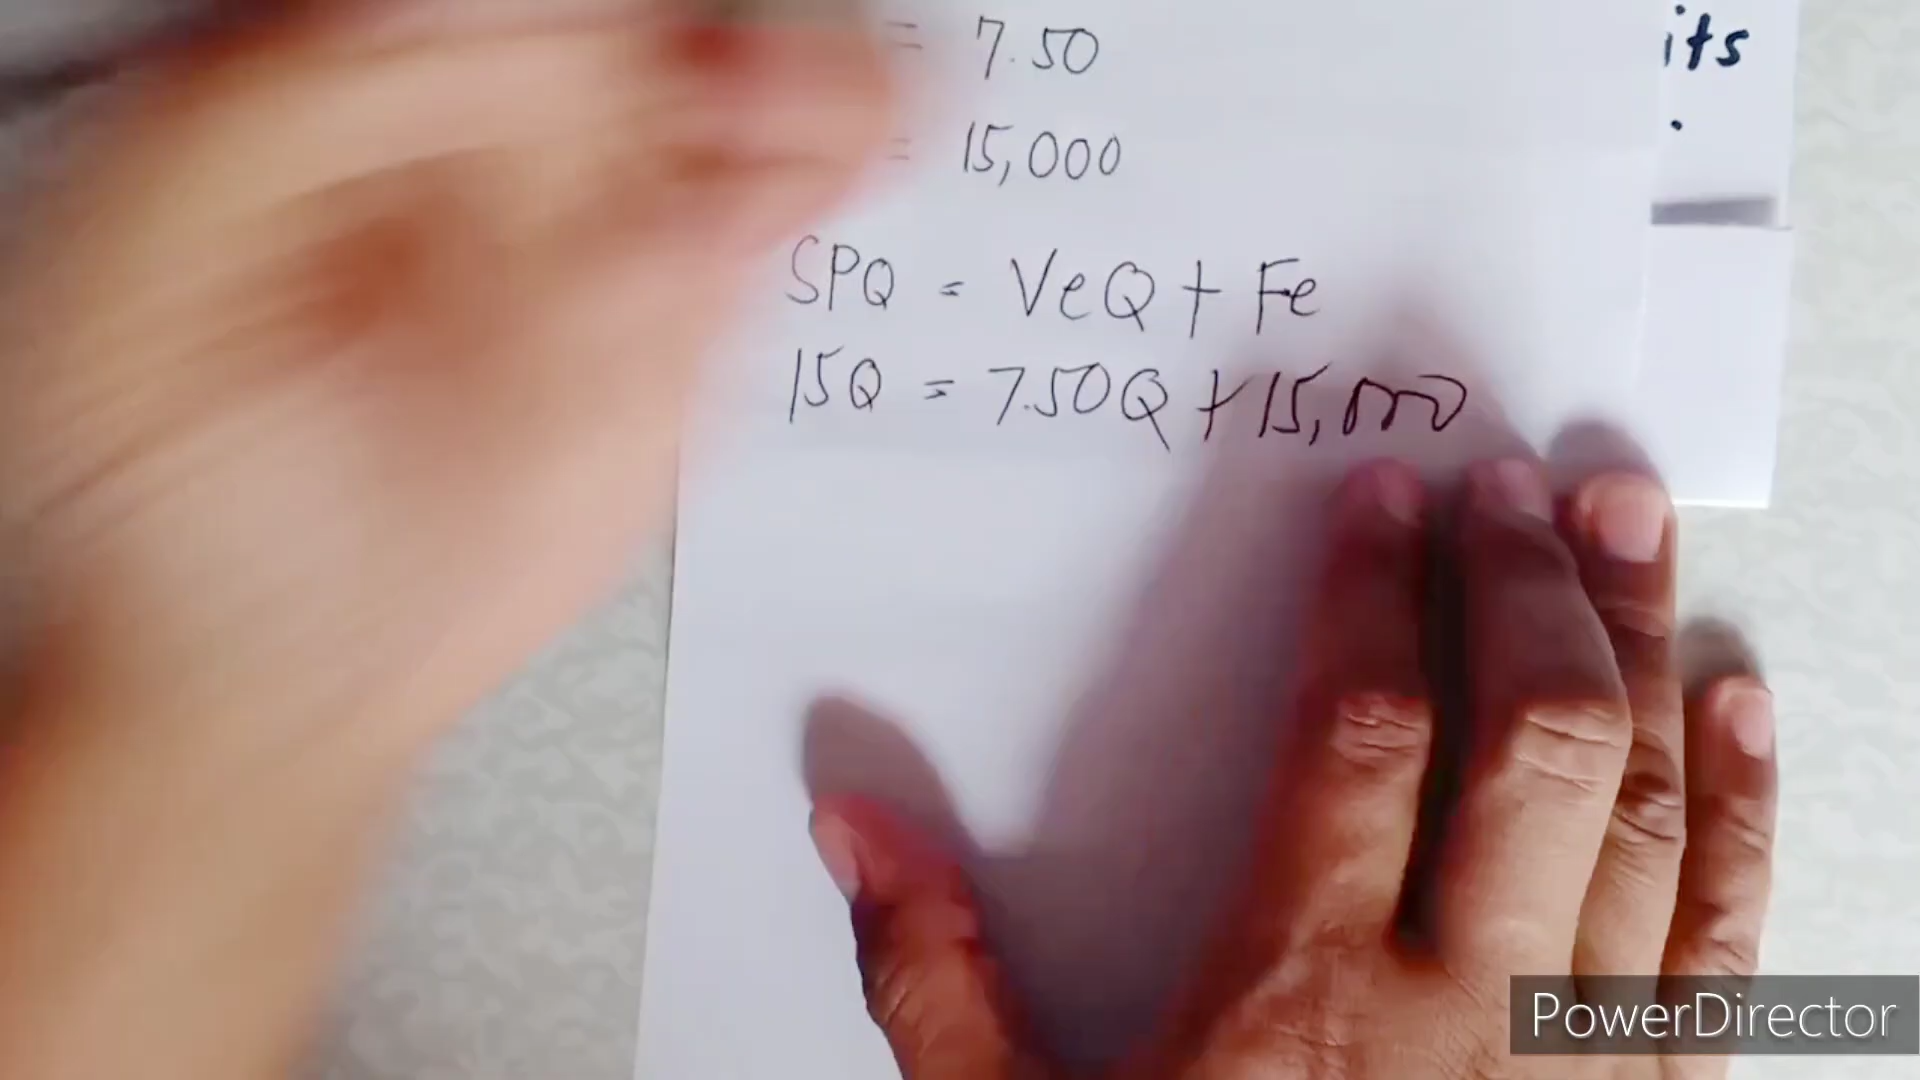 = 7.50
its
= 15,000
SPQ = VeQ + Fe
15Q = 7.50Q + 15,000
PowerDirector